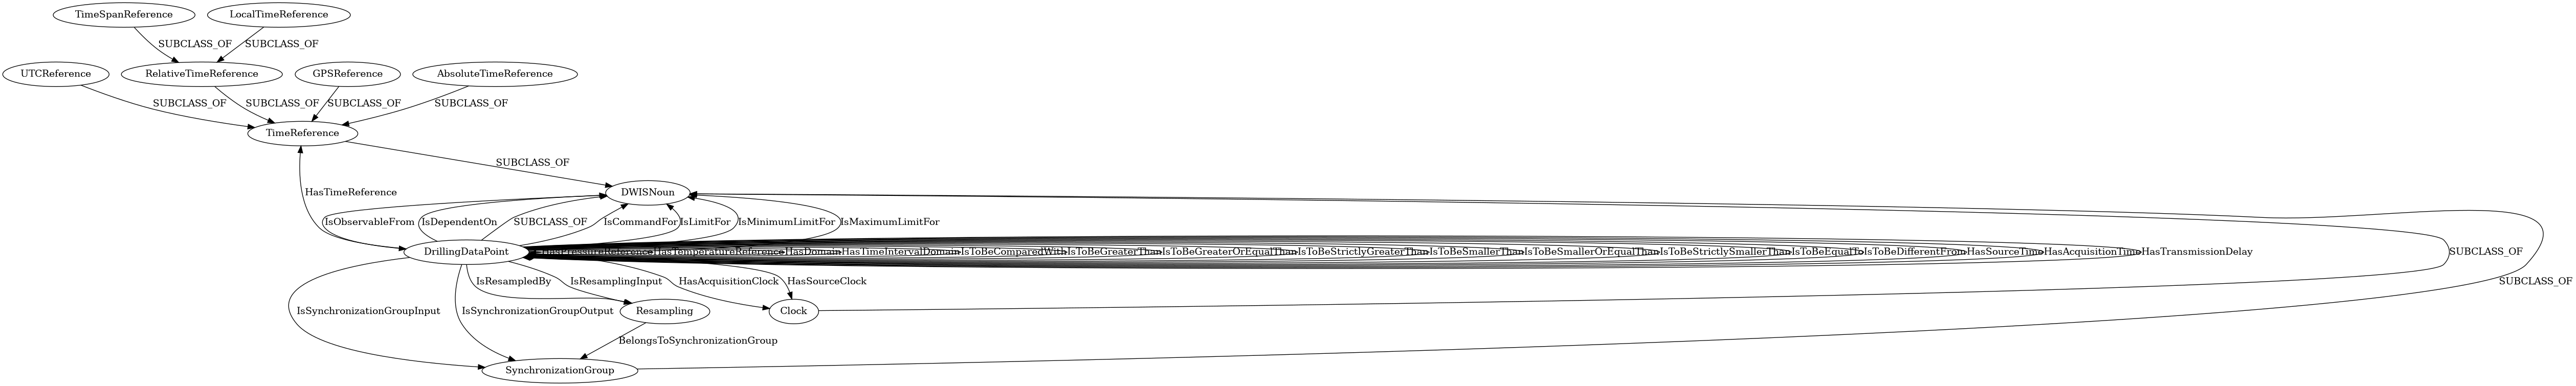 TimeSpanReference
LocalTimeReference
SUBCLASS_OF
SUBCLASS_OF
UTCReference
RelativeTimeReference
GPSReference
AbsoluteTimeReference
SUBCLASS_OF
SUBCLASS_OF
SUBCLASS_OF
SUBCLASS_OF
TimeReference
SUBCLASS_OF
HasTimeReference
DWISNoun
IsObservableFrom
IsDependentOn
SUBCLASS_OF
IsCommandFor
IsLimitFor
IsMinimumLimitFor
IsMaximumLimitFor
DrillingDataPoint
HasPressureReference
HasTemperatureReference
HasDomain
HasTimeIntervalDomain
IsToBeComparedWith
IsToBeGreaterThan
IsToBeGreaterOrEqualThan
IsToBeStrictlyGreaterThan
IsToBeSmallerThan
IsToBeSmallerOrEqualThan
IsToBeStrictlySmallerThan
IsToBeEqualTo
IsToBeDifferentFrom
HasSourceTime
HasAcquisitionTime
HasTransmissionDelay
SUBCLASS_OF
IsResampledBy
IsResamplingInput
HasAcquisitionClock
HasSourceClock
SUBCLASS_OF
IsSynchronizationGroupInput
IsSynchronizationGroupOutput
Resampling
Clock
BelongsToSynchronizationGroup
SynchronizationGroup